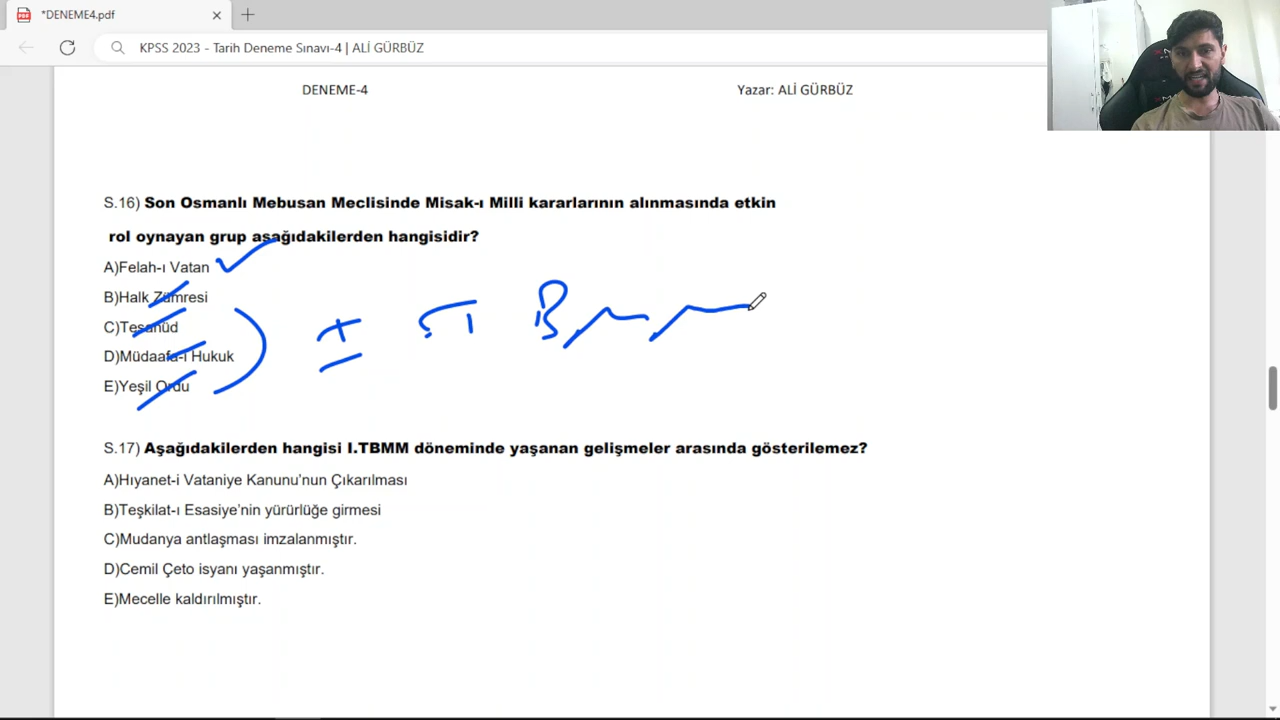 *DENEME4.pdf
KPSS 2023 - Tarih Deneme Sınavı-4 | ALİ GÜRBÜZ
DENEME-4
Yazar: ALİ GÜRBÜZ
S.16) Son Osmanlı Mebusan Meclisinde Misak-ı Milli kararlarının alınmasında etkin
rol oynayan grup aşağıdakilerden hangisidir?
A)Felah-ı Vatan
B)Halk Zümresi
C)Tesanüd
D)Müdaafa-i Hukuk
E)Yeşil Ordu
S.17) Aşağıdakilerden hangisi I.TBMM döneminde yaşanan gelişmeler arasında gösterilemez?
A)Hıyanet-i Vataniye Kanunu’nun Çıkarılması
B)Teşkilat-ı Esasiye’nin yürürlüğe girmesi
C)Mudanya antlaşması imzalanmıştır.
D)Cemil Çeto isyanı yaşanmıştır.
E)Mecelle kaldırılmıştır.